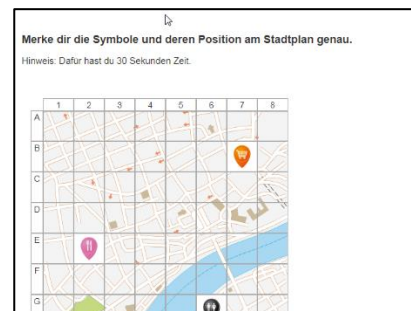 Merke dir die Symbole und deren Position am Stadtplan genau.
Hinweis: Dafür hast du 30 Sekunden Zeit.
1 2 3 4 5 6 7 8
A
B
C
D
E
F
G